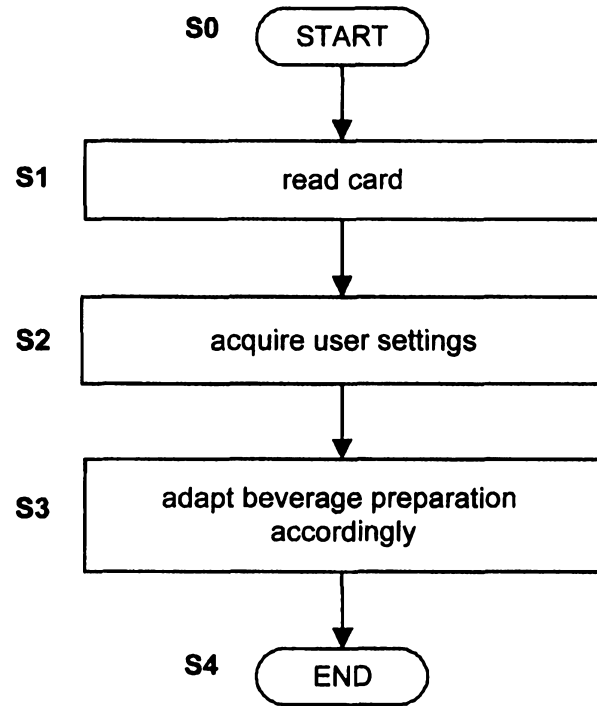 S0 START
S1 read card
S2 acquire user settings
S3 adapt beverage preparation
accordingly
S4 END